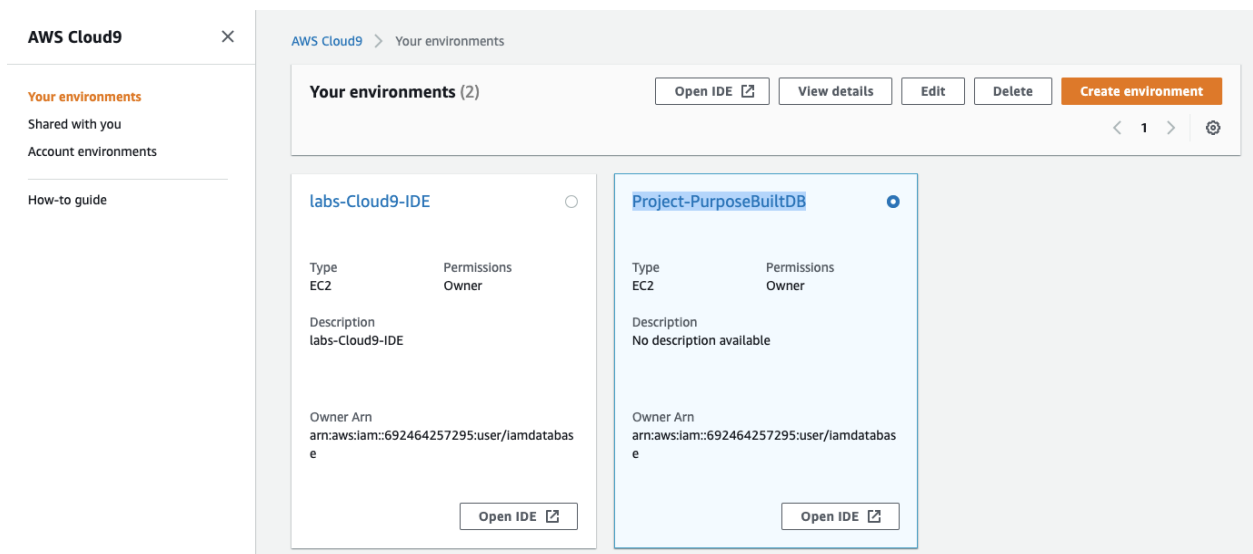 AWS Cloud9
Your environments
Shared with you
Account environments
How-to guide
AWS Cloud9 > Your environments
Your environments (2)
Open IDE
View details
Edit
Delete
Create environment
< 1 >
labs-Cloud9-IDE
Type
EC2
Permissions
Owner
Description
labs-Cloud9-IDE
Owner Arn
arn:aws:iam::692464257295:user/iamdatabas
e
Open IDE
Project-PurposeBuiltDB
Type
EC2
Permissions
Owner
Description
No description available
Owner Arn
arn:aws:iam::692464257295:user/iamdatabas
e
Open IDE